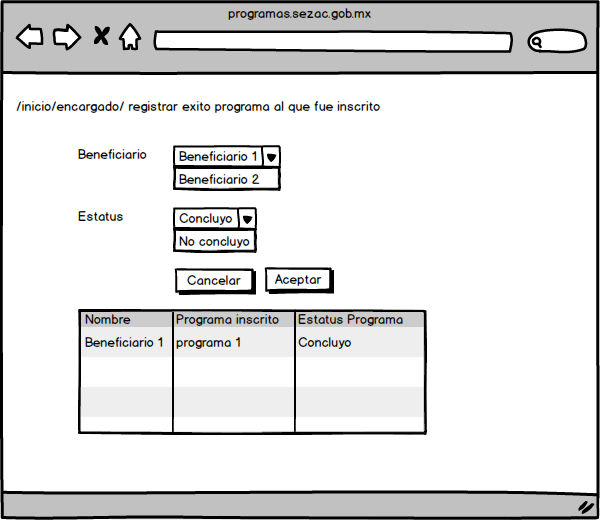 programas.sezac.gob.mx
/inicio/encargado/ registrar exito programa al que fue inscrito
Beneficiario Beneficiario 1
Beneficiario 2
Estatus Concluyo
No concluyo
Cancelar Aceptar
Nombre Programa inscrito Estatus Programa
Beneficiario 1 programa 1 Concluyo